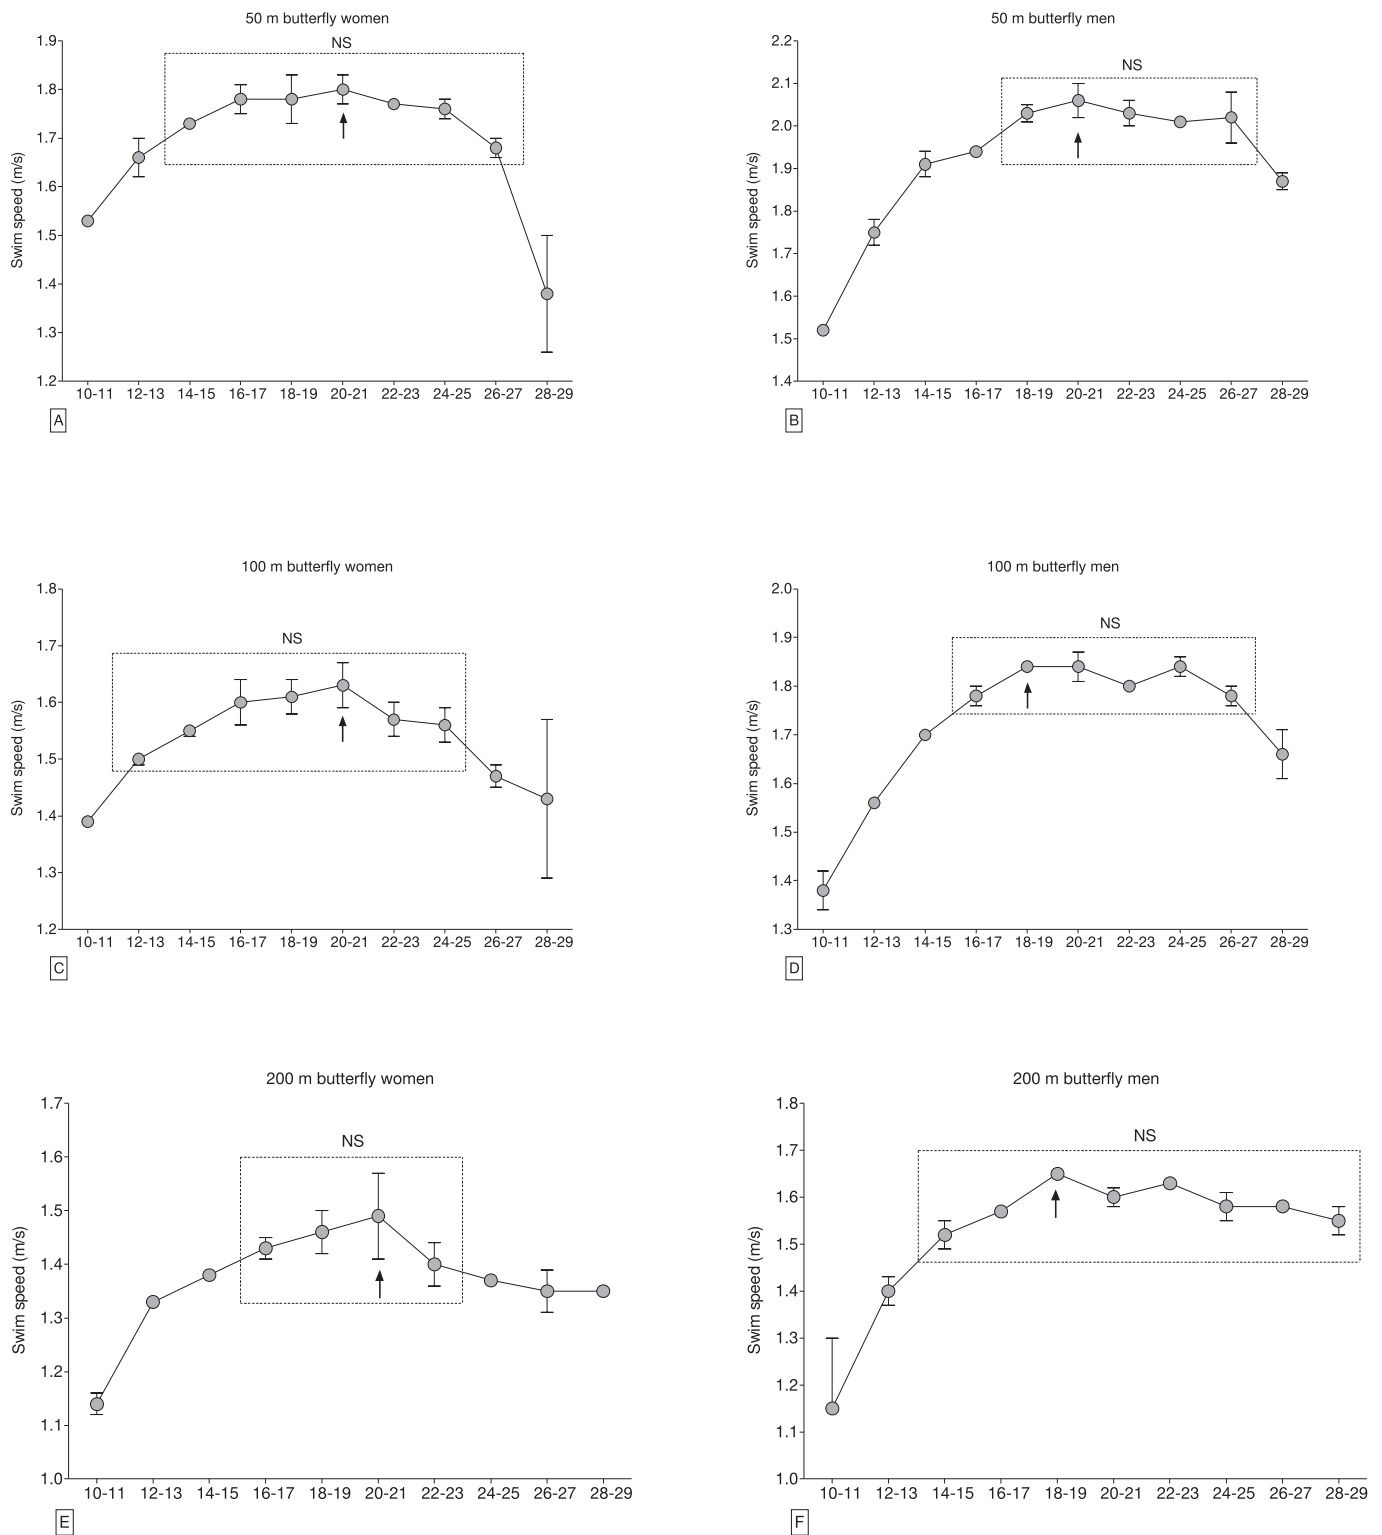 50 m butterfly women
NS
Swim speed (m/s)
1.9
1.8
1.7
1.6
1.5
1.4
1.3
1.2
10-11 12-13 14-15 16-17 18-19 20-21 22-23 24-25 26-27 28-29
A
50 m butterfly men
NS
Swim speed (m/s)
2.2
2.1
2.0
1.9
1.8
1.7
1.6
1.5
1.4
10-11 12-13 14-15 16-17 18-19 20-21 22-23 24-25 26-27 28-29
B
100 m butterfly women
NS
Swim speed (m/s)
1.8
1.7
1.6
1.5
1.4
1.3
1.2
10-11 12-13 14-15 16-17 18-19 20-21 22-23 24-25 26-27 28-29
C
100 m butterfly men
NS
Swim speed (m/s)
2.0
1.9
1.8
1.7
1.6
1.5
1.4
1.3
10-11 12-13 14-15 16-17 18-19 20-21 22-23 24-25 26-27 28-29
D
200 m butterfly women
NS
Swim speed (m/s)
1.7
1.6
1.5
1.4
1.3
1.2
1.1
1.0
10-11 12-13 14-15 16-17 18-19 20-21 22-23 24-25 26-27 28-29
E
200 m butterfly men
NS
Swim speed (m/s)
1.8
1.7
1.6
1.5
1.4
1.3
1.2
1.1
1.0
10-11 12-13 14-15 16-17 18-19 20-21 22-23 24-25 26-27 28-29
F